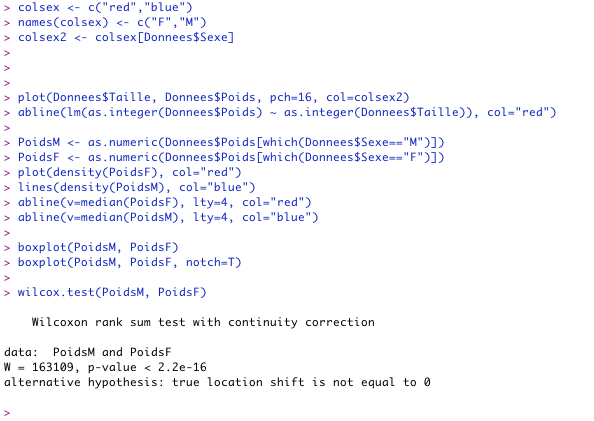 > colsex <- c("red","blue")
> names(colsex) <- c("F","M")
> colsex2 <- colsex[Donnees$Sexe]
>
>
>
> plot(Donnees$Taille, Donnees$Poids, pch=16, col=colsex2)
> abline(lm(as.integer(Donnees$Poids) ~ as.integer(Donnees$Taille)), col="red")
>
> PoidsM <- as.numeric(Donnees$Poids[which(Donnees$Sexe=="M")])
> PoidsF <- as.numeric(Donnees$Poids[which(Donnees$Sexe=="F")])
> plot(density(PoidsF), col="red")
> lines(density(PoidsM), col="blue")
> abline(v=median(PoidsF), lty=4, col="red")
> abline(v=median(PoidsM), lty=4, col="blue")
>
> boxplot(PoidsM, PoidsF)
> boxplot(PoidsM, PoidsF, notch=T)
>
> wilcox.test(PoidsM, PoidsF)
Wilcoxon rank sum test with continuity correction
data:  PoidsM and PoidsF
W = 163109, p-value < 2.2e-16
alternative hypothesis: true location shift is not equal to 0
>